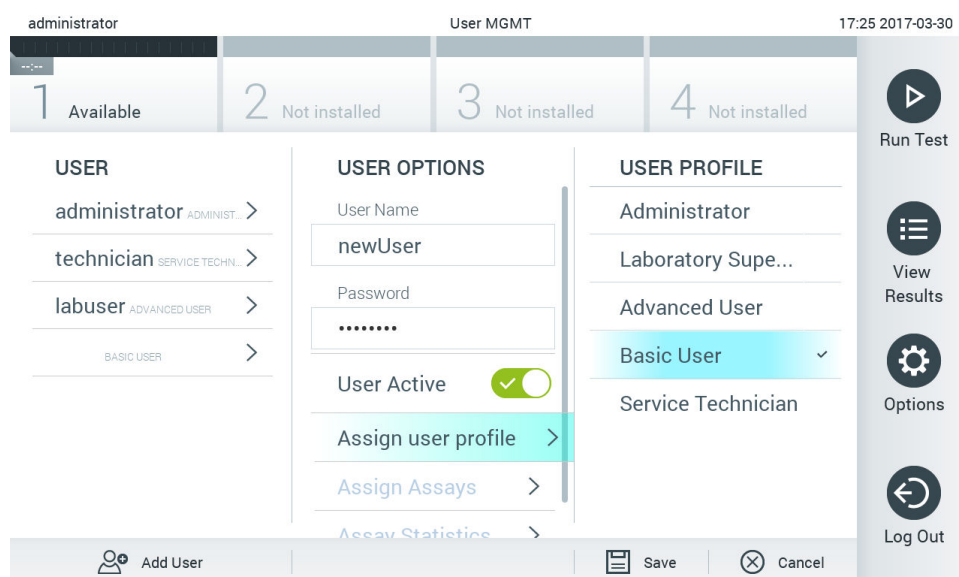 administrator
User MGMT
17:25 2017-03-30
--:--
1 Available
2 Not installed
3 Not installed
4 Not installed
USER
administrator ADMINIST...
technician SERVICE TECHN...
labuser ADVANCED USER
BASIC USER
Add User
USER OPTIONS
User Name
newUser
Password
••••••••
User Active
Assign user profile
Assign Assays
Assay Statistics
USER PROFILE
Administrator
Laboratory Supe...
Advanced User
Basic User
Service Technician
Save
Cancel
Run Test
View
Results
Options
Log Out